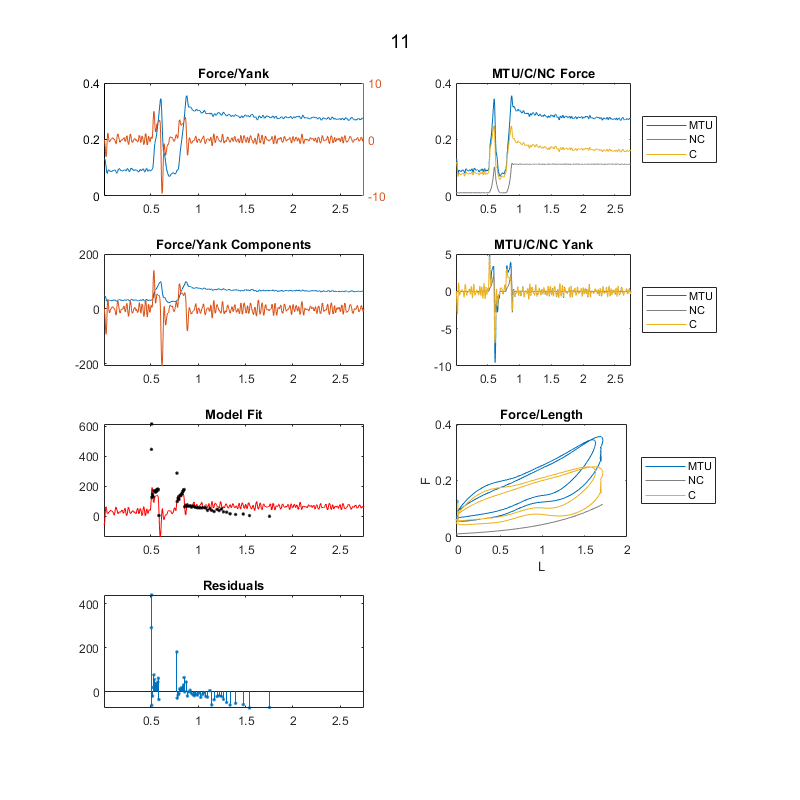 11
Force/Yank
0.4
0.2
0
10
0
-10
0.5 1 1.5 2 2.5
MTU/C/NC Force
0.4
0.2
0
0.5 1 1.5 2 2.5
MTU
NC
C
Force/Yank Components
200
0
-200
0.5 1 1.5 2 2.5
MTU/C/NC Yank
5
0
-5
-10
0.5 1 1.5 2 2.5
MTU
NC
C
Model Fit
600
400
200
0
0.5 1 1.5 2 2.5
Force/Length
F
0.4
0.2
0
0 0.5 1 1.5 2
L
MTU
NC
C
Residuals
400
200
0
0.5 1 1.5 2 2.5